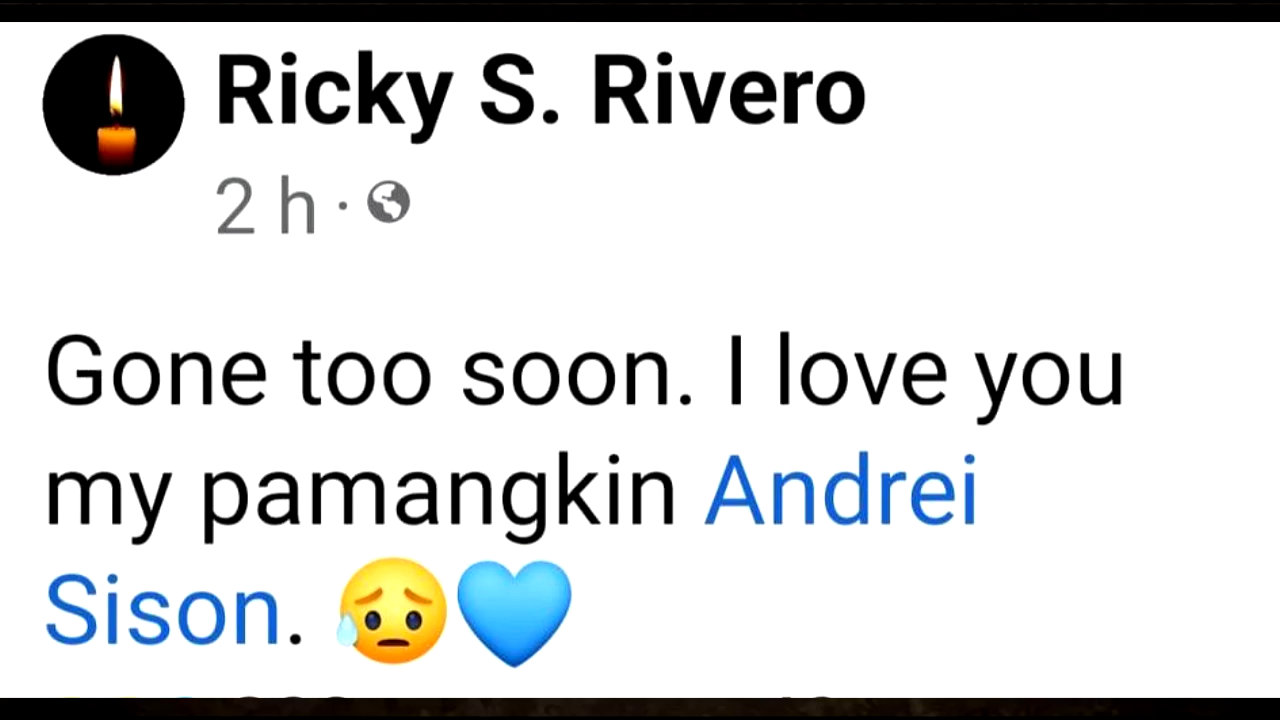 Ricky S. Rivero
2 h ·
Gone too soon. I love you
my pamangkin Andrei
Sison. 😥💙